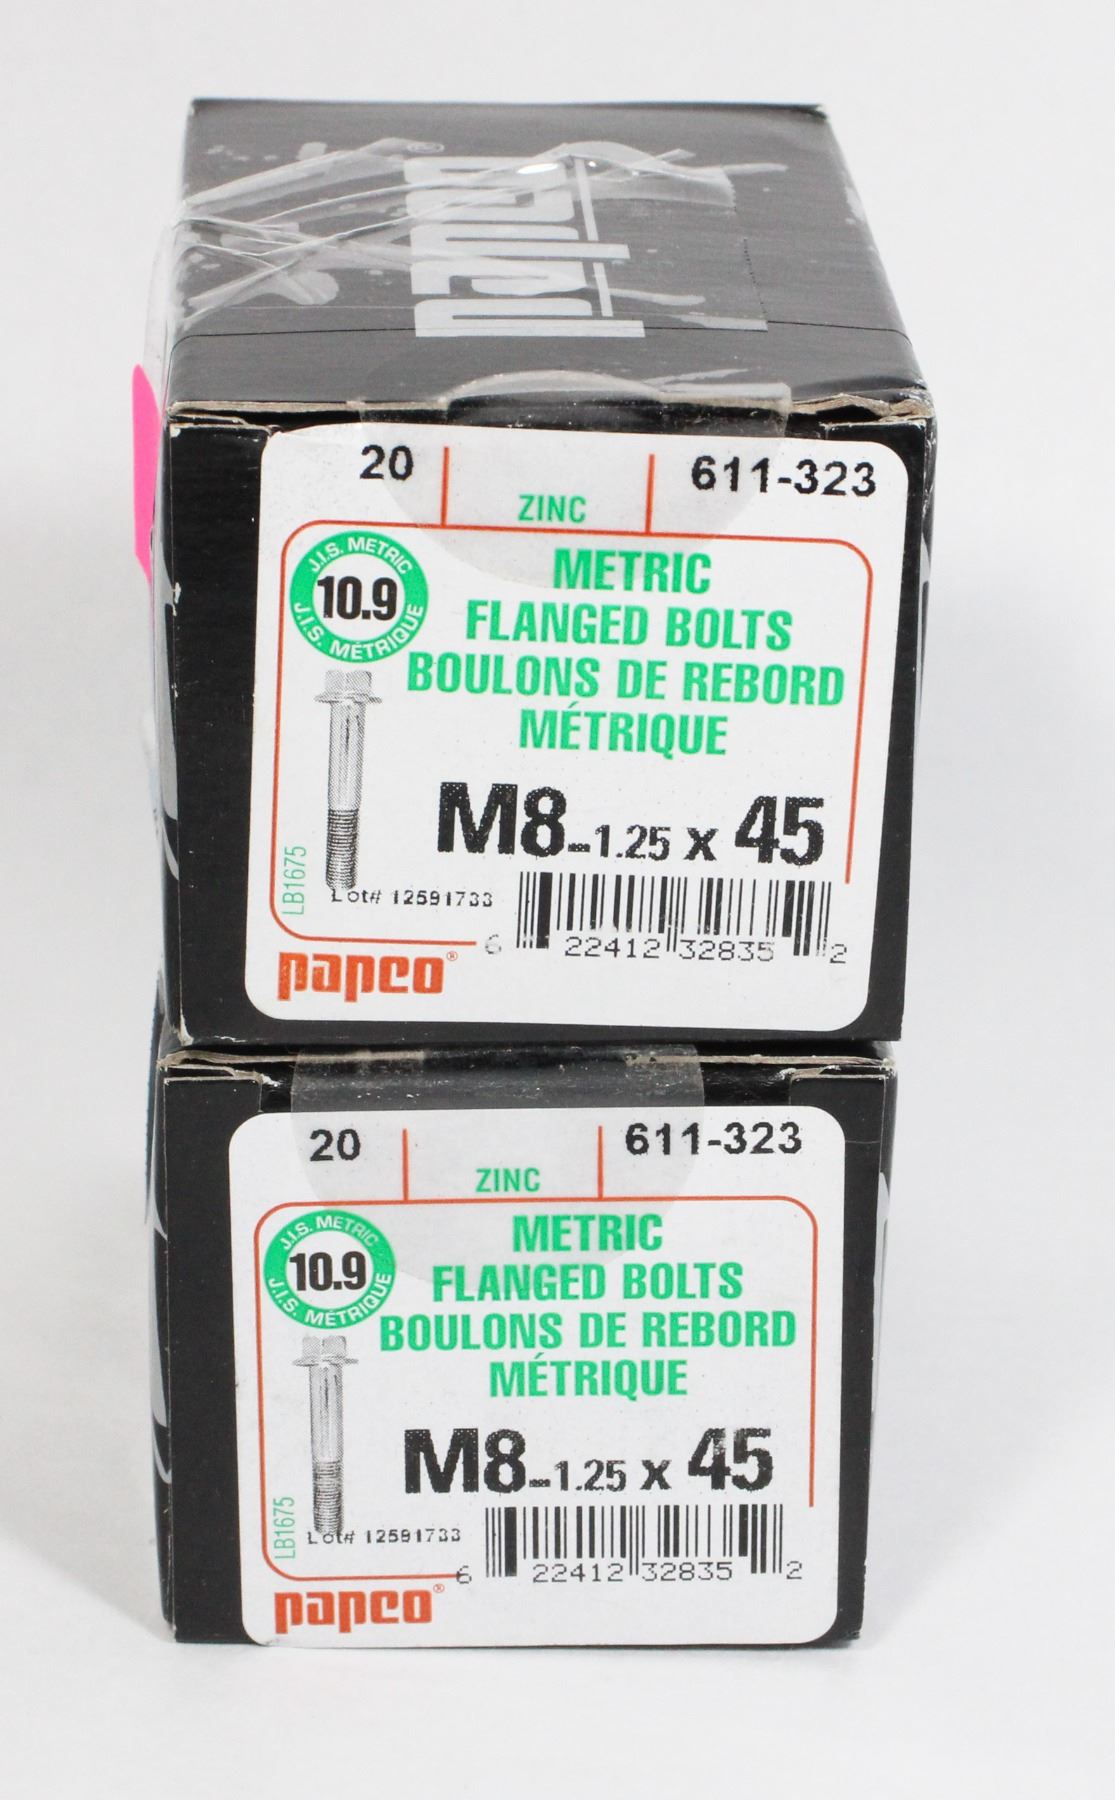 papco®
20
ZINC
611-323
J.I.S. METRIC
10.9
J.I.S. MÉTRIQUE
METRIC
FLANGED BOLTS
BOULONS DE REBORD
MÉTRIQUE
M8-1.25 x 45
LB1675
Lot# 12591733
6 22412 32835 2
papco®
20
ZINC
611-323
J.I.S. METRIC
10.9
J.I.S. MÉTRIQUE
METRIC
FLANGED BOLTS
BOULONS DE REBORD
MÉTRIQUE
M8-1.25 x 45
LB1675
Lot# 12591733
6 22412 32835 2
papco®